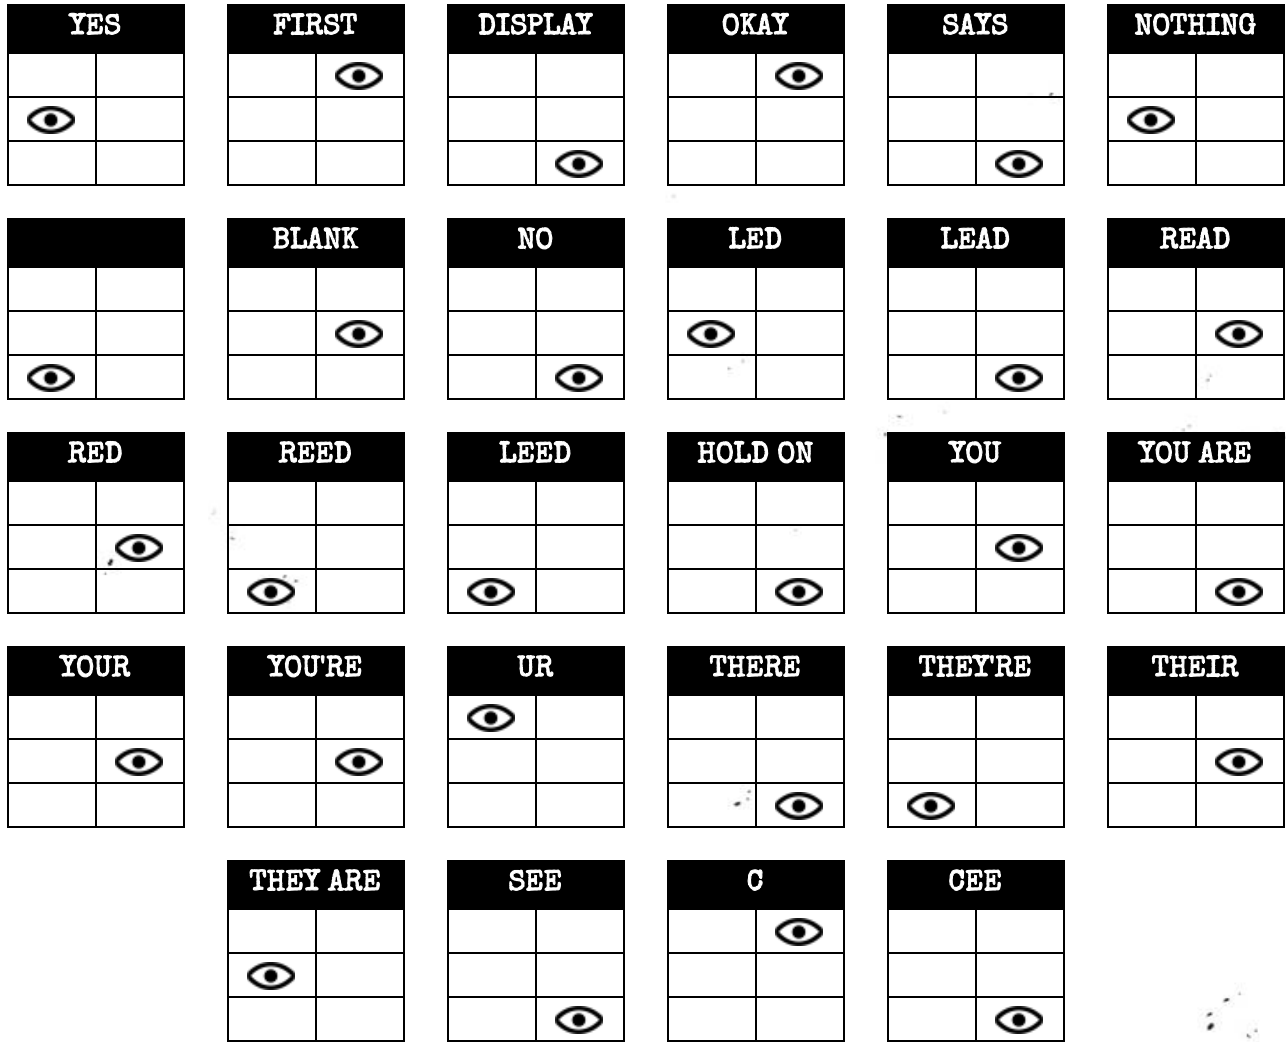 YES FIRST DISPLAY OKAY SAYS NOTHING
BLANK NO LED LEAD READ
RED REED LEED HOLD ON YOU YOU ARE
YOUR YOU'RE UR THERE THEY'RE THEIR
THEY ARE SEE C CEE